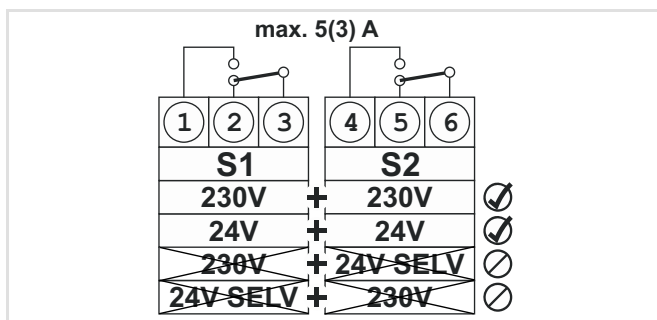 max. 5(3) A
1 2 3 4 5 6
S1 S2
230V + 230V
24V + 24V
230V + 24V SELV
24V SELV + 230V